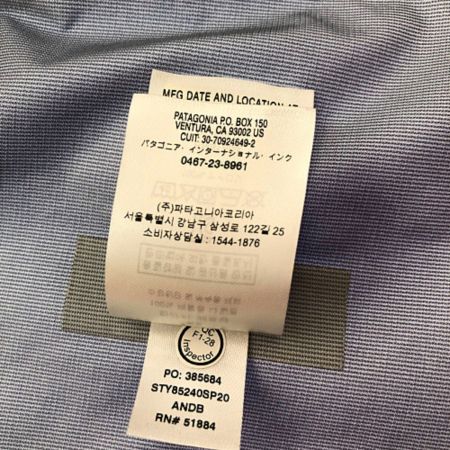 MFG DATE AND LOCATION
PATAGONIA P.O. BOX 150
VENTURA, CA 93002 US
CUIT: 30-70924649-2
パタゴニア・インターナショナル・インク
0467-23-8961
(주)파타고니아코리아
서울특별시 강남구 삼성로 122길 25
소비자상담실 : 1544-1876
QC
F1-28
Inspector
PO: 385684
STY85240SP20
ANDB
RN# 51884